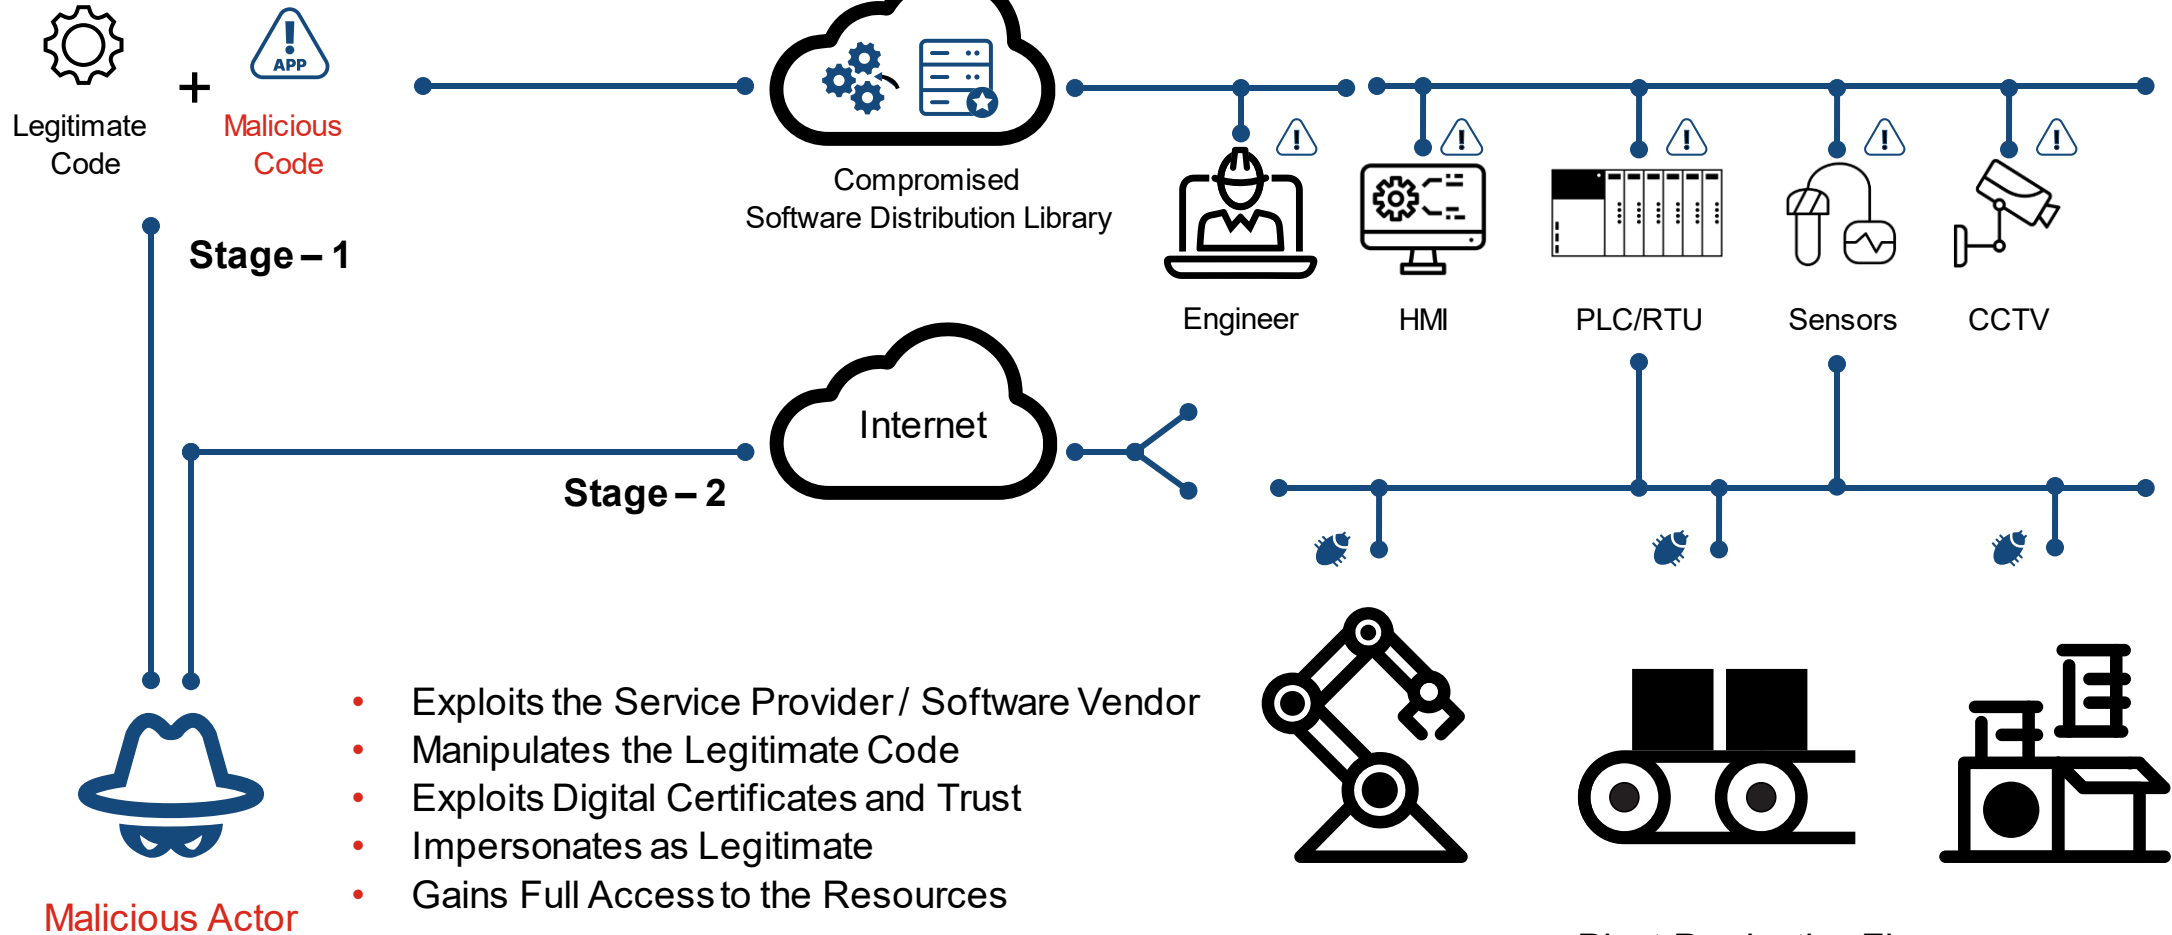 APP
+
Legitimate
Code
Malicious
Code
Compromised
Software Distribution Library
Stage – 1
Engineer
HMI
PLC/RTU
Sensors
CCTV
Internet
Stage – 2
• Exploits the Service Provider / Software Vendor
• Manipulates the Legitimate Code
• Exploits Digital Certificates and Trust
• Impersonates as Legitimate
• Gains Full Access to the Resources
Malicious Actor